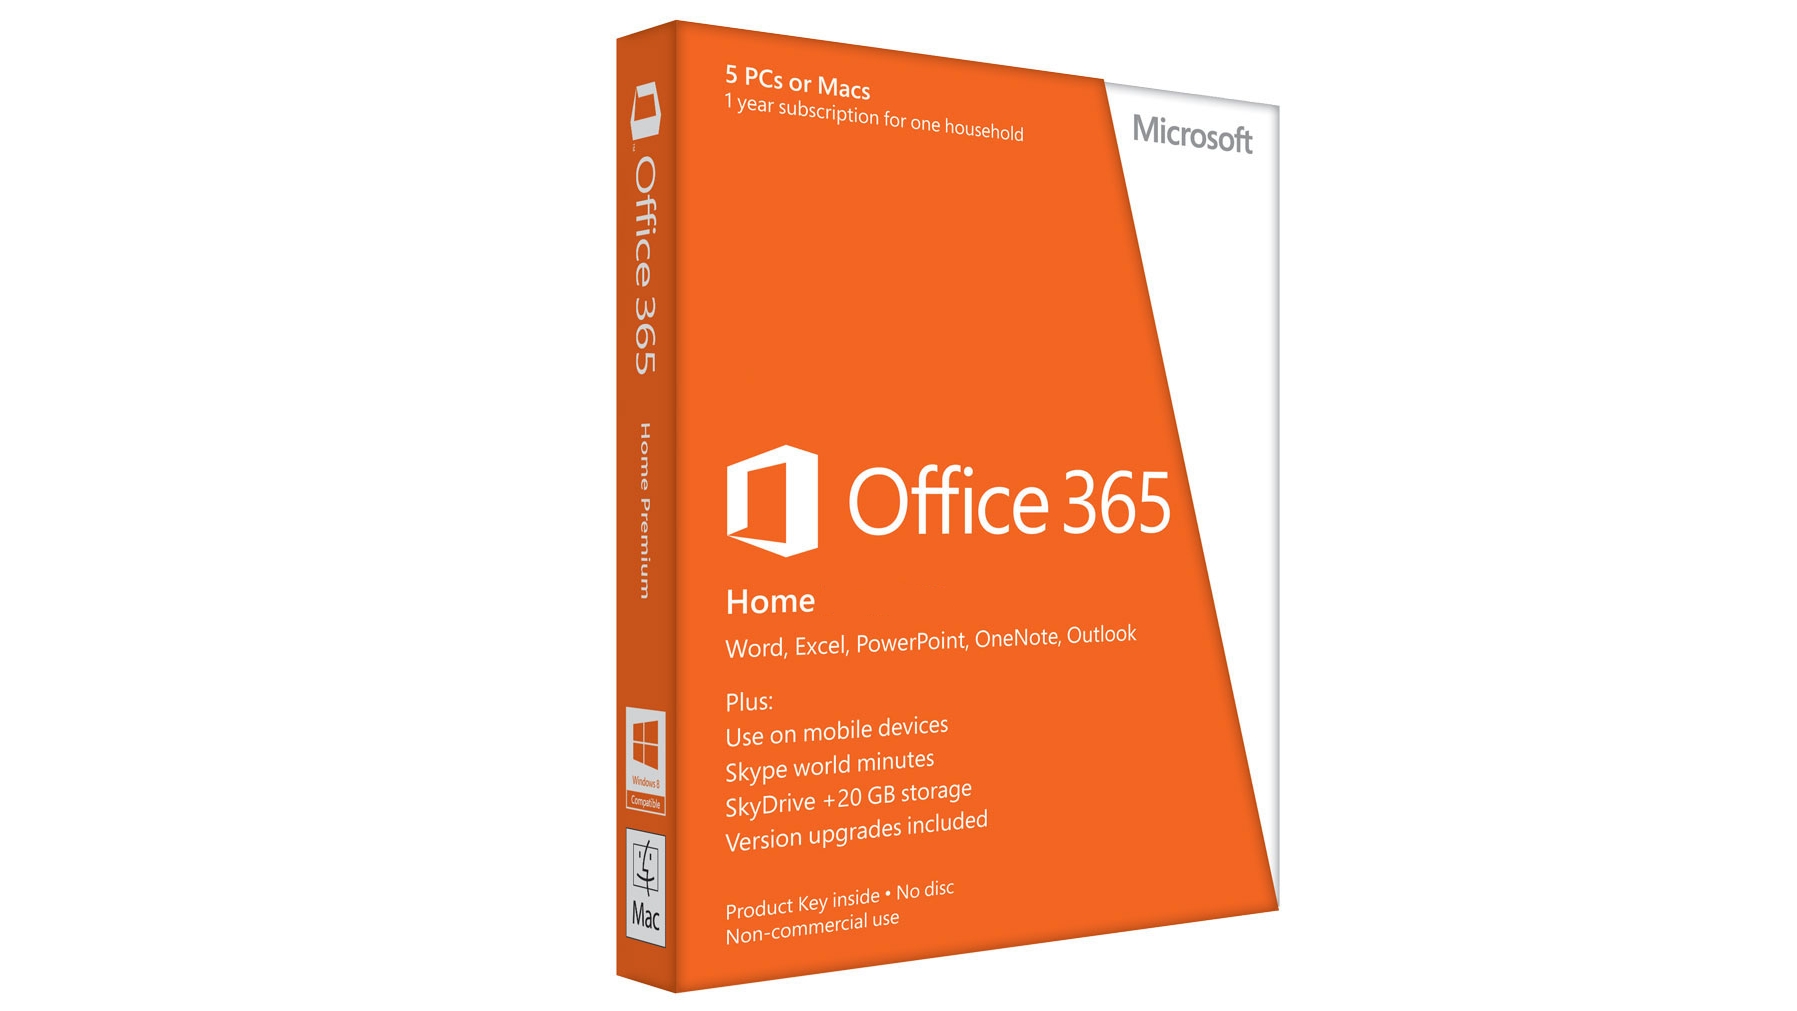 5 PCs or Macs
1 year subscription for one household
Microsoft
Office 365
Home
Word, Excel, PowerPoint, OneNote, Outlook
Plus:
Use on mobile devices
Skype world minutes
SkyDrive +20 GB storage
Version upgrades included
Product Key inside • No disc
Non-commercial use
Office 365
Home Premium
Windows 8
Compatible
Mac